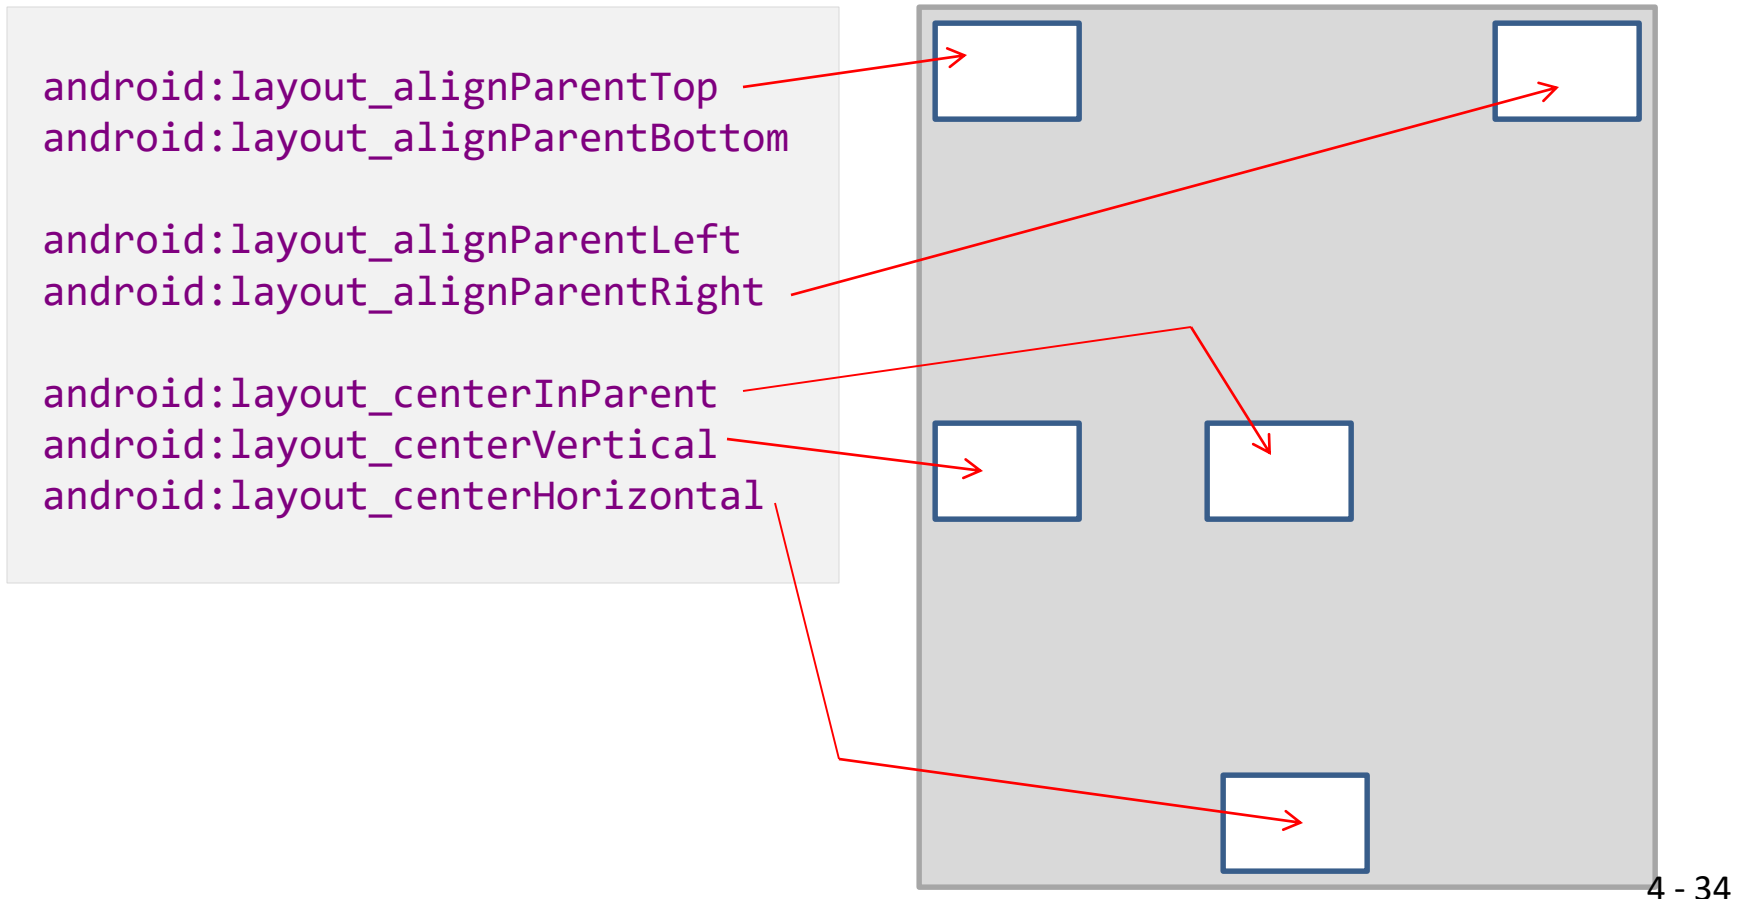 android:layout_alignParentTop
android:layout_alignParentBottom
android:layout_alignParentLeft
android:layout_alignParentRight
android:layout_centerInParent
android:layout_centerVertical
android:layout_centerHorizontal
4 - 34